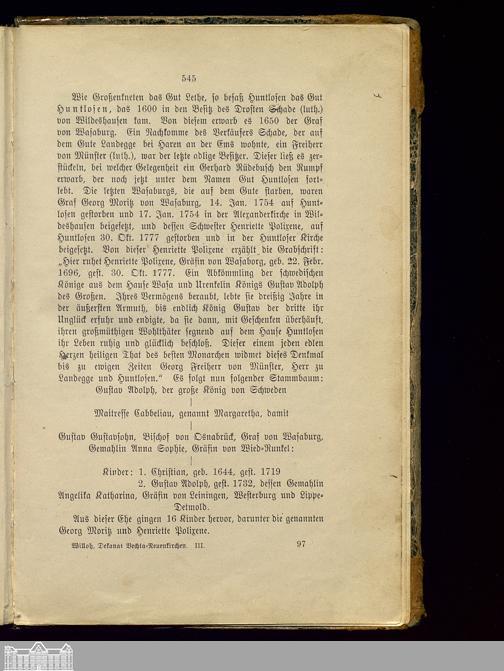 545
Wie Großenkneten das Gut Lethe, so besaß Huntlosen das Gut
Huntlosen, das 1600 in den Besitz des Drosten Schade (luth.)
von Wildeshausen kam. Von diesem erwarb es 1650 der Graf
von Wasaburg. Ein Nachkomme des Verkäufers Schade, der auf
dem Gute Landegge bei Haren an der Ems wohnte, ein Freiherr
von Münster (luth.), war der letzte adlige Besitzer. Dieser ließ es zer-
stückeln, bei welcher Gelegenheit ein Gerhard Rüdebusch den Rumpf
erwarb, der noch jetzt unter dem Namen Gut Huntlosen fort-
lebt. Die letzten Wasaburgs, die auf dem Gute starben, waren
Graf Georg Moritz von Wasaburg, 14. Jan. 1754 auf Hunt-
losen gestorben und 17. Jan. 1754 in der Alexanderkirche in Wil-
deshausen beigesetzt, und dessen Schwester Henriette Polixene, auf
Huntlosen 30. Okt. 1777 gestorben und in der Huntloser Kirche
beigesetzt. Von dieser Henriette Polixene erzählt die Grabschrift:
„Hier ruhet Henriette Polixene, Gräfin von Wasaborg, geb. 22. Febr.
1696, gest. 30. Okt. 1777. Ein Abkömmling der schwedischen
Könige aus dem Hause Wasa und Urenkelin Königs Gustav Adolph
des Großen. Ihres Vermögens beraubt, lebte sie dreißig Jahre in
der äußersten Armuth, bis endlich König Gustav der dritte ihr
Unglück erfuhr und endigte, da sie dann, mit Geschenken überhäuft,
ihren großmüthigen Wohlthäter segnend auf dem Hause Huntlosen
ihr Leben ruhig und glücklich beschloß. Dieser einem jeden edlen
Herzen heiligen That des besten Monarchen widmet dieses Denkmal
bis zu ewigen Zeiten Georg Freiherr von Münster, Herr zu
Landegge und Huntlosen.“ Es folgt nun folgender Stammbaum:
Gustav Adolph, der große König von Schweden
|
Maitresse Cabbeliau, genannt Margaretha, damit
|
Gustav Gustavsohn, Bischof von Osnabrück, Graf von Wasaburg,
Gemahlin Anna Sophie, Gräfin von Wied-Runkel:
|
Kinder: 1. Christian, geb. 1644, gest. 1719
2. Gustav Adolph, gest. 1732, dessen Gemahlin
Angelika Katharina, Gräfin von Leiningen, Westerburg und Lippe-
Detmold.
Aus dieser Ehe gingen 16 Kinder hervor, darunter die genannten
Georg Moritz und Henriette Polixene.
Willoh, Dekanat Vechta-Neuenkirchen. III. 97